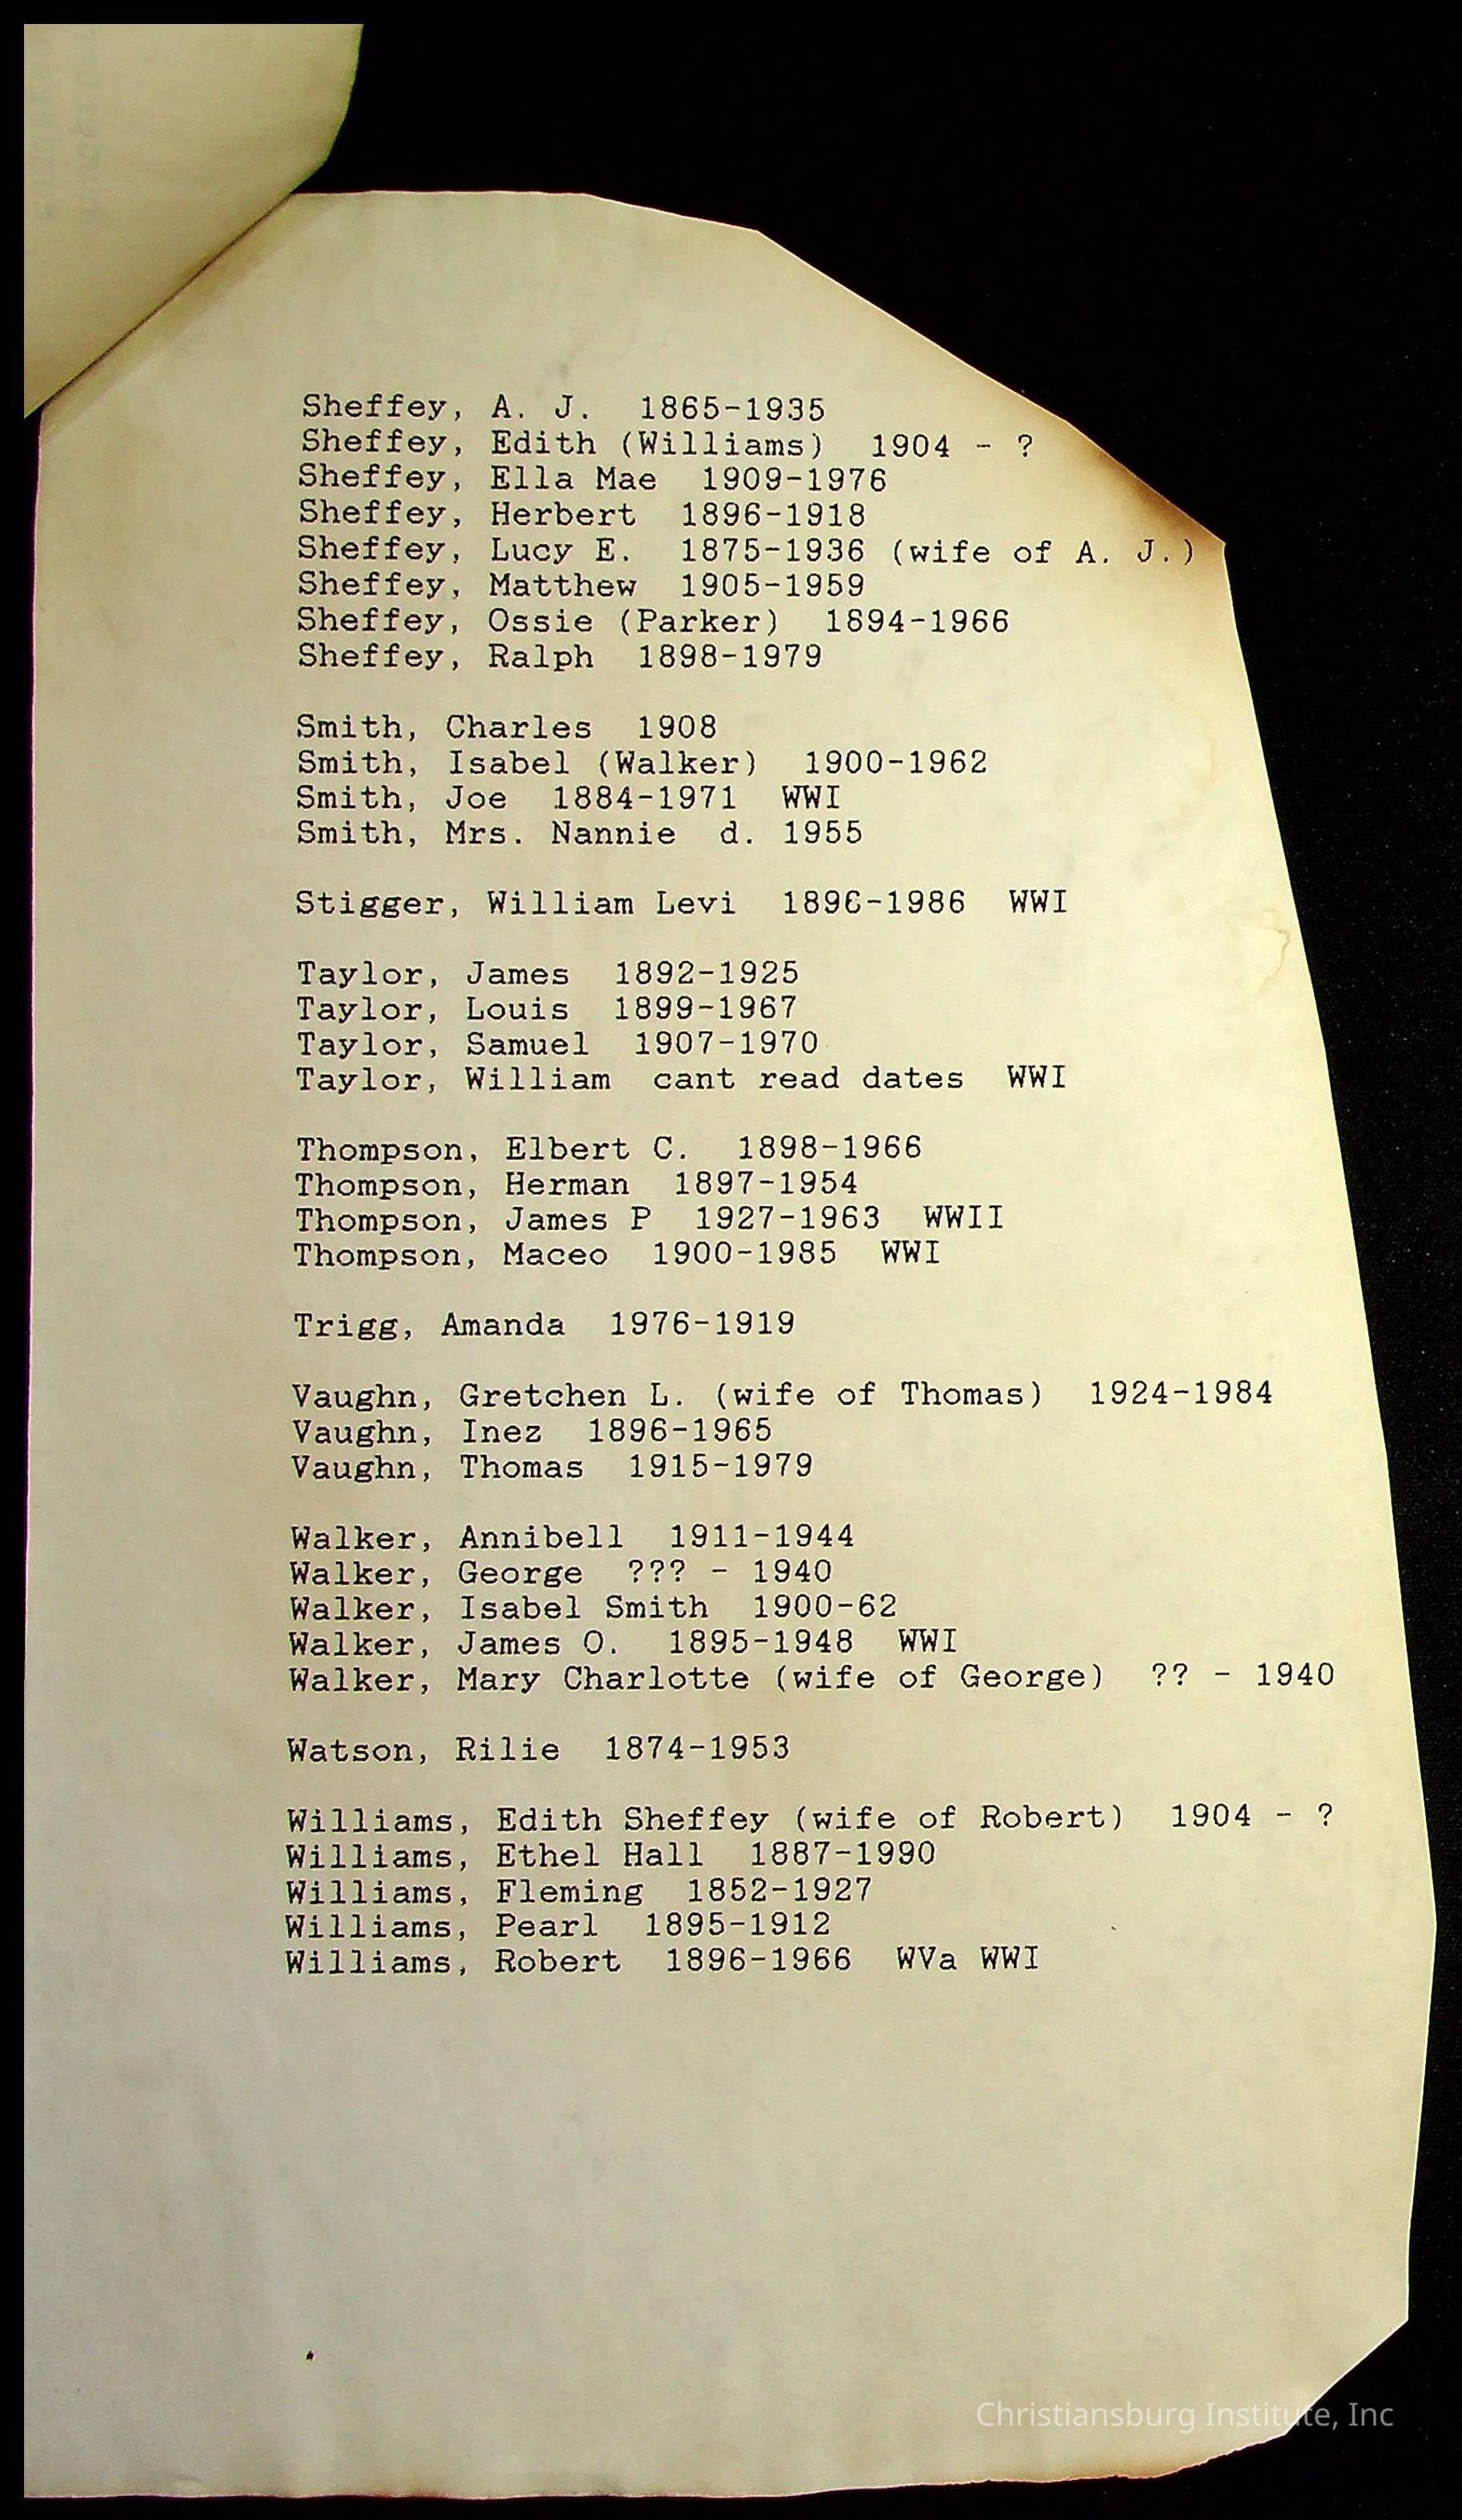 Sheffey, A. J. 1865-1935
Sheffey, Edith (Williams) 1904 - ?
Sheffey, Ella Mae 1909-1976
Sheffey, Herbert 1896-1918
Sheffey, Lucy E. 1875-1936 (wife of A. J.)
Sheffey, Matthew 1905-1959
Sheffey, Ossie (Parker) 1894-1966
Sheffey, Ralph 1898-1979
Smith, Charles 1908
Smith, Isabel (Walker) 1900-1962
Smith, Joe 1884-1971 WWI
Smith, Mrs. Nannie d. 1955
Stigger, William Levi 1896-1986 WWI
Taylor, James 1892-1925
Taylor, Louis 1899-1967
Taylor, Samuel 1907-1970
Taylor, William cant read dates WWI
Thompson, Elbert C. 1898-1966
Thompson, Herman 1897-1954
Thompson, James P 1927-1963 WWII
Thompson, Maceo 1900-1985 WWI
Trigg, Amanda 1976-1919
Vaughn, Gretchen L. (wife of Thomas) 1924-1984
Vaughn, Inez 1896-1965
Vaughn, Thomas 1915-1979
Walker, Annibell 1911-1944
Walker, George ??? - 1940
Walker, Isabel Smith 1900-62
Walker, James O. 1895-1948 WWI
Walker, Mary Charlotte (wife of George) ?? - 1940
Watson, Rilie 1874-1953
Williams, Edith Sheffey (wife of Robert) 1904 - ?
Williams, Ethel Hall 1887-1990
Williams, Fleming 1852-1927
Williams, Pearl 1895-1912
Williams, Robert 1896-1966 WVa WWI
Christiansburg Institute, Inc